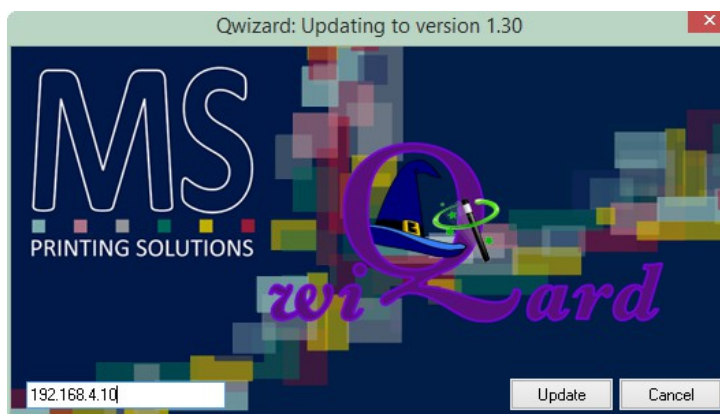 Qwizard: Updating to version 1.30
x
MS
PRINTING SOLUTIONS
wiQard
192.168.4.10
Update
Cancel